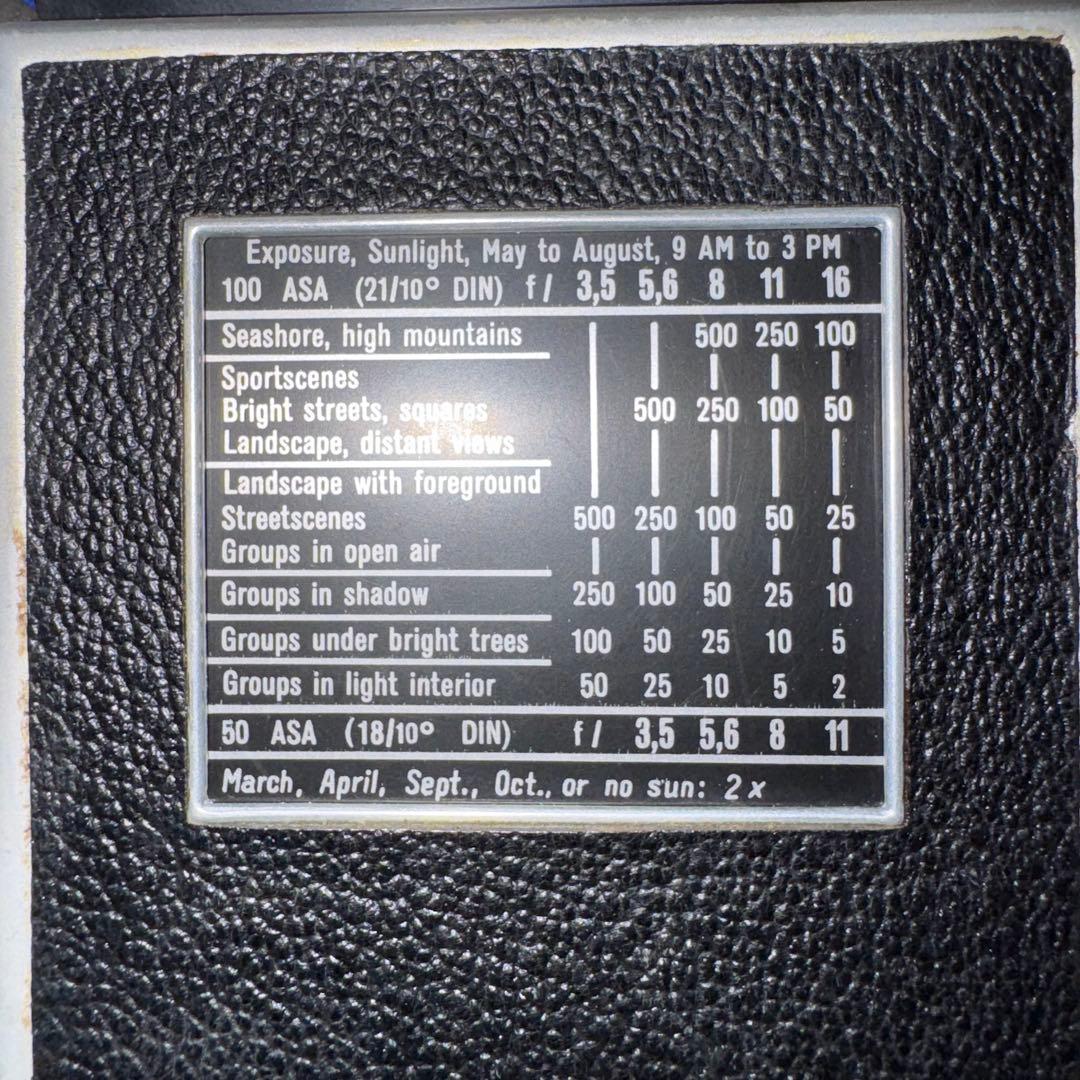 Exposure, Sunlight, May to August, 9 AM to 3 PM
100 ASA (21/10° DIN) f/ 3,5 5,6 8 11 16
Seashore, high mountains 500 250 100
Sportscenes
Bright streets, squares 500 250 100 50
Landscape, distant views
Landscape with foreground
Streetscenes 500 250 100 50 25
Groups in open air
Groups in shadow 250 100 50 25 10
Groups under bright trees 100 50 25 10 5
Groups in light interior 50 25 10 5 2
50 ASA (18/10° DIN) f/ 3,5 5,6 8 11
March, April, Sept., Oct., or no sun: 2x